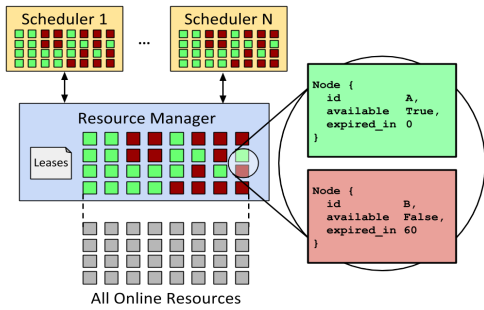 Scheduler 1
...
Scheduler N
Resource Manager
Leases
Node {
id A,
available True,
expired_in 0
}
Node {
id B,
available False,
expired_in 60
}
All Online Resources